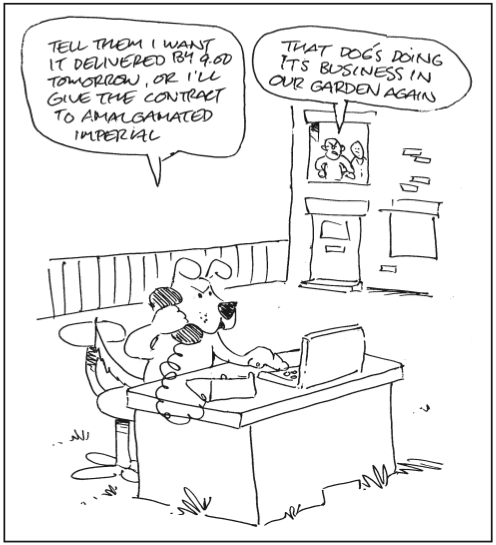 TELL THEM I WANT
IT DELIVERED BY 9.00
TOMORROW, OR I'LL
GIVE THE CONTRACT
TO AMALGAMATED
IMPERIAL
THAT DOG'S DOING
IT'S BUSINESS IN
OUR GARDEN AGAIN